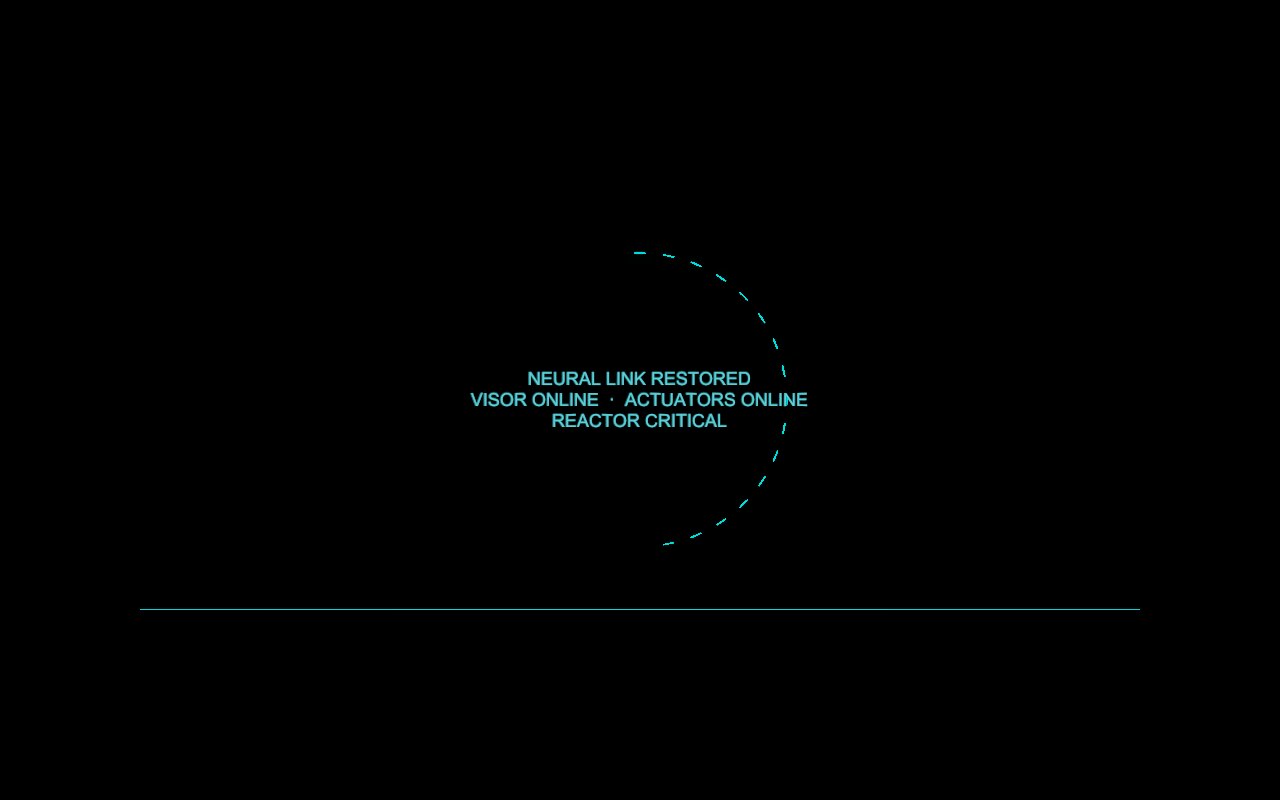 NEURAL LINK RESTORED
VISOR ONLINE · ACTUATORS ONLINE
REACTOR CRITICAL